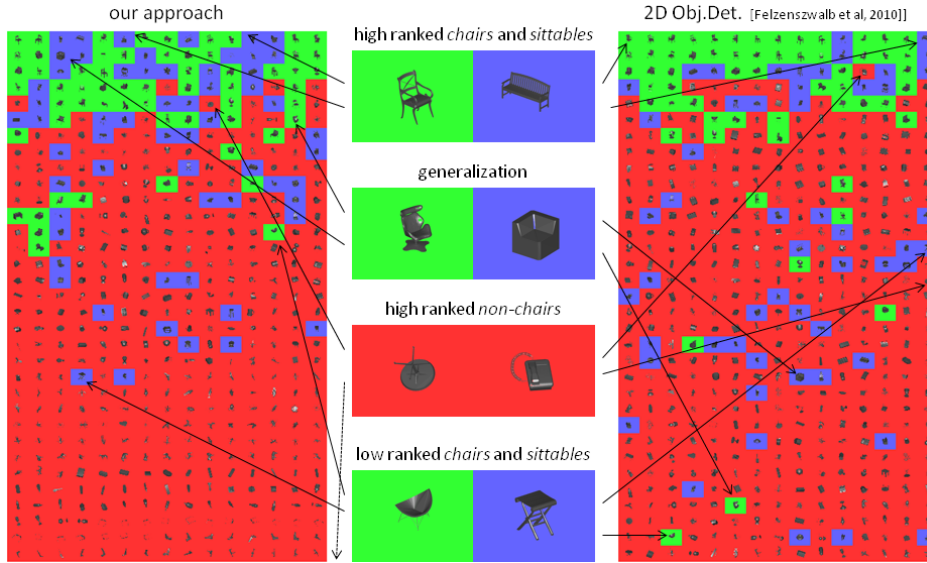 our approach
2D Obj.Det. [Felzenszwalb et al, 2010]]
high ranked chairs and sittables
generalization
high ranked non-chairs
low ranked chairs and sittables